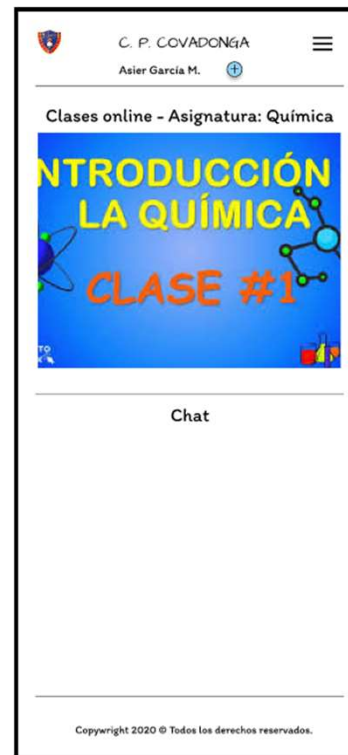 C. P. COVADONGA
Asier García M.
Clases online - Asignatura: Química
NTRODUCCIÓN
LA QUÍMICA
CLASE #1
TO
Chat
Copywright 2020 © Todos los derechos reservados.